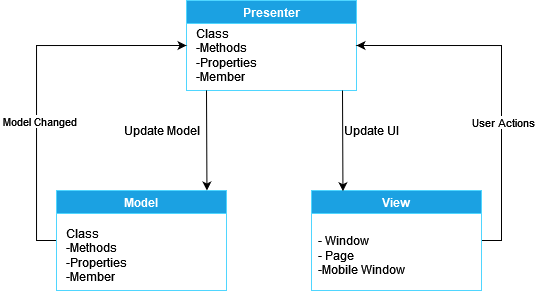 Presenter
Class
-Methods
-Properties
-Member
Model Changed
Update Model
Update UI
User Actions
Model
Class
-Methods
-Properties
-Member
View
- Window
- Page
-Mobile Window